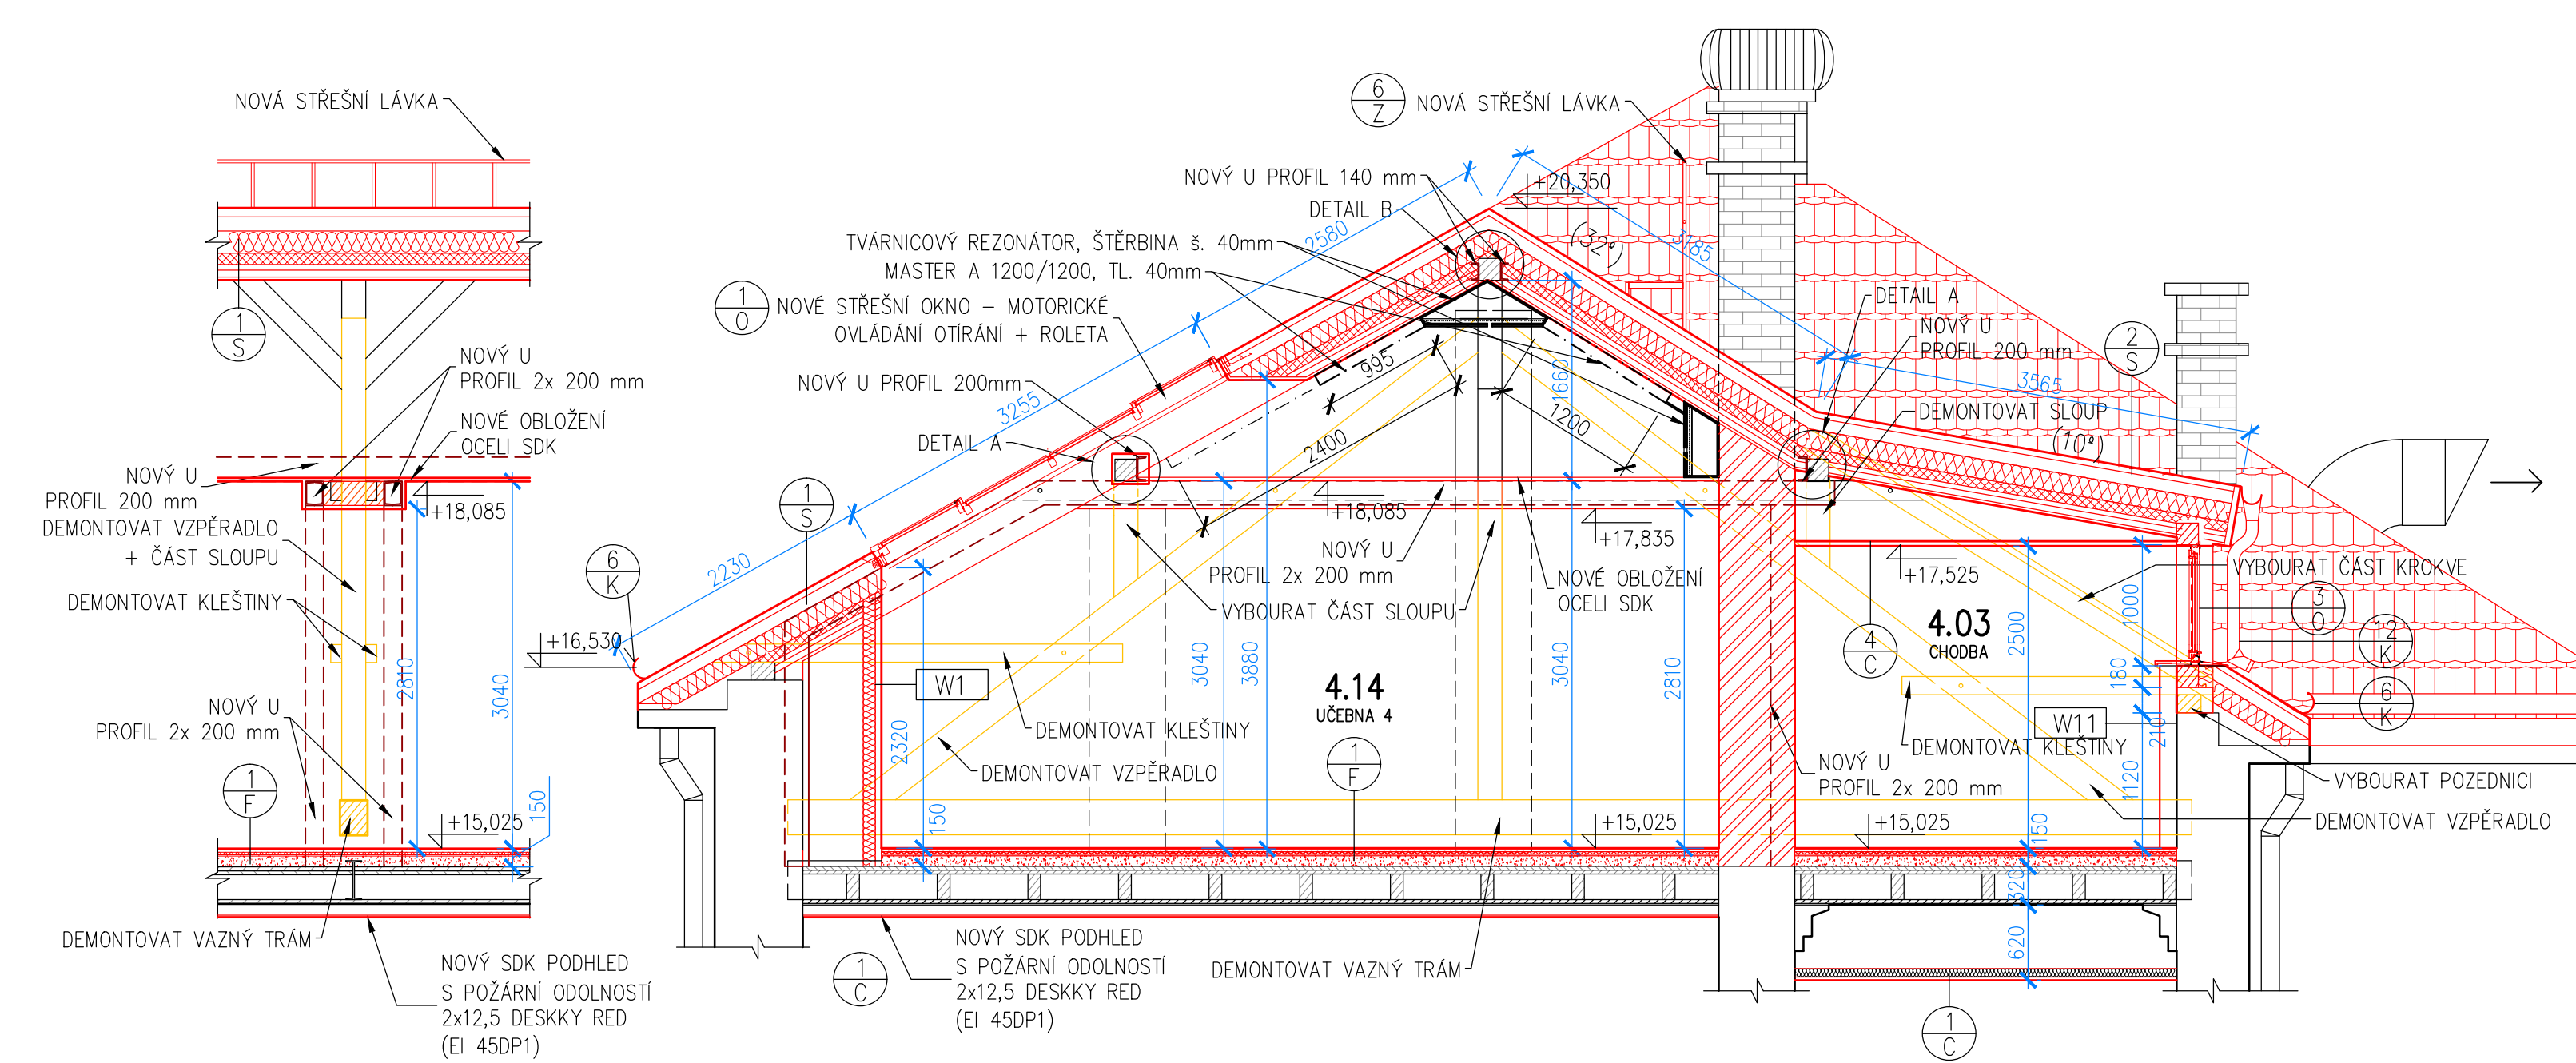 NOVÁ STŘEŠNÍ LÁVKA
1
S
NOVÝ U
PROFIL 2x 200 mm
NOVÉ OBLOŽENÍ
OCELI SDK
NOVÝ U
PROFIL 200 mm
+18,085
DEMONTOVAT VZPĚRADLO
+ ČÁST SLOUPU
DEMONTOVAT KLEŠTINY
2810
3040
NOVÝ U
PROFIL 2x 200 mm
1
F
+15,025
150
DEMONTOVAT VAZNÝ TRÁM
NOVÝ SDK PODHLED
S POŽÁRNÍ ODOLNOSTÍ
2x12,5 DESKKY RED
(EI 45DP1)
6
Z
NOVÁ STŘEŠNÍ LÁVKA
NOVÝ U PROFIL 140 mm
DETAIL B
+20,350
(32°)
3185
2580
TVÁRNICOVÝ REZONÁTOR, ŠTĚRBINA š. 40mm
MASTER A 1200/1200, TL. 40mm
1
O
NOVÉ STŘEŠNÍ OKNO – MOTORICKÉ
OVLÁDÁNÍ OTÍRÁNÍ + ROLETA
DETAIL A
NOVÝ U
PROFIL 200 mm
2
S
3565
(10°)
DEMONTOVAT SLOUP
NOVÝ U PROFIL 200mm
3255
DETAIL A
995
2400
1660
1200
1
S
2230
6
K
+16,530
+18,085
+17,835
NOVÝ U
PROFIL 2x 200 mm
NOVÉ OBLOŽENÍ
OCELI SDK
VYBOURAT ČÁST SLOUPU
+17,525
VYBOURAT ČÁST KROKVE
4.03
CHODBA
4
C
2500
1000
3
O
12
K
180
6
K
210
W11
W1
3040
3880
3040
2810
4.14
UČEBNA 4
2320
DEMONTOVAT KLEŠTINY
DEMONTOVAT VZPĚRADLO
1
F
NOVÝ U
PROFIL 2x 200 mm
DEMONTOVAT KLEŠTINY
1120
VYBOURAT POZEDNICI
DEMONTOVAT VZPĚRADLO
150
+15,025
+15,025
150
320
620
1
C
NOVÝ SDK PODHLED
S POŽÁRNÍ ODOLNOSTÍ
2x12,5 DESKKY RED
(EI 45DP1)
DEMONTOVAT VAZNÝ TRÁM
1
C